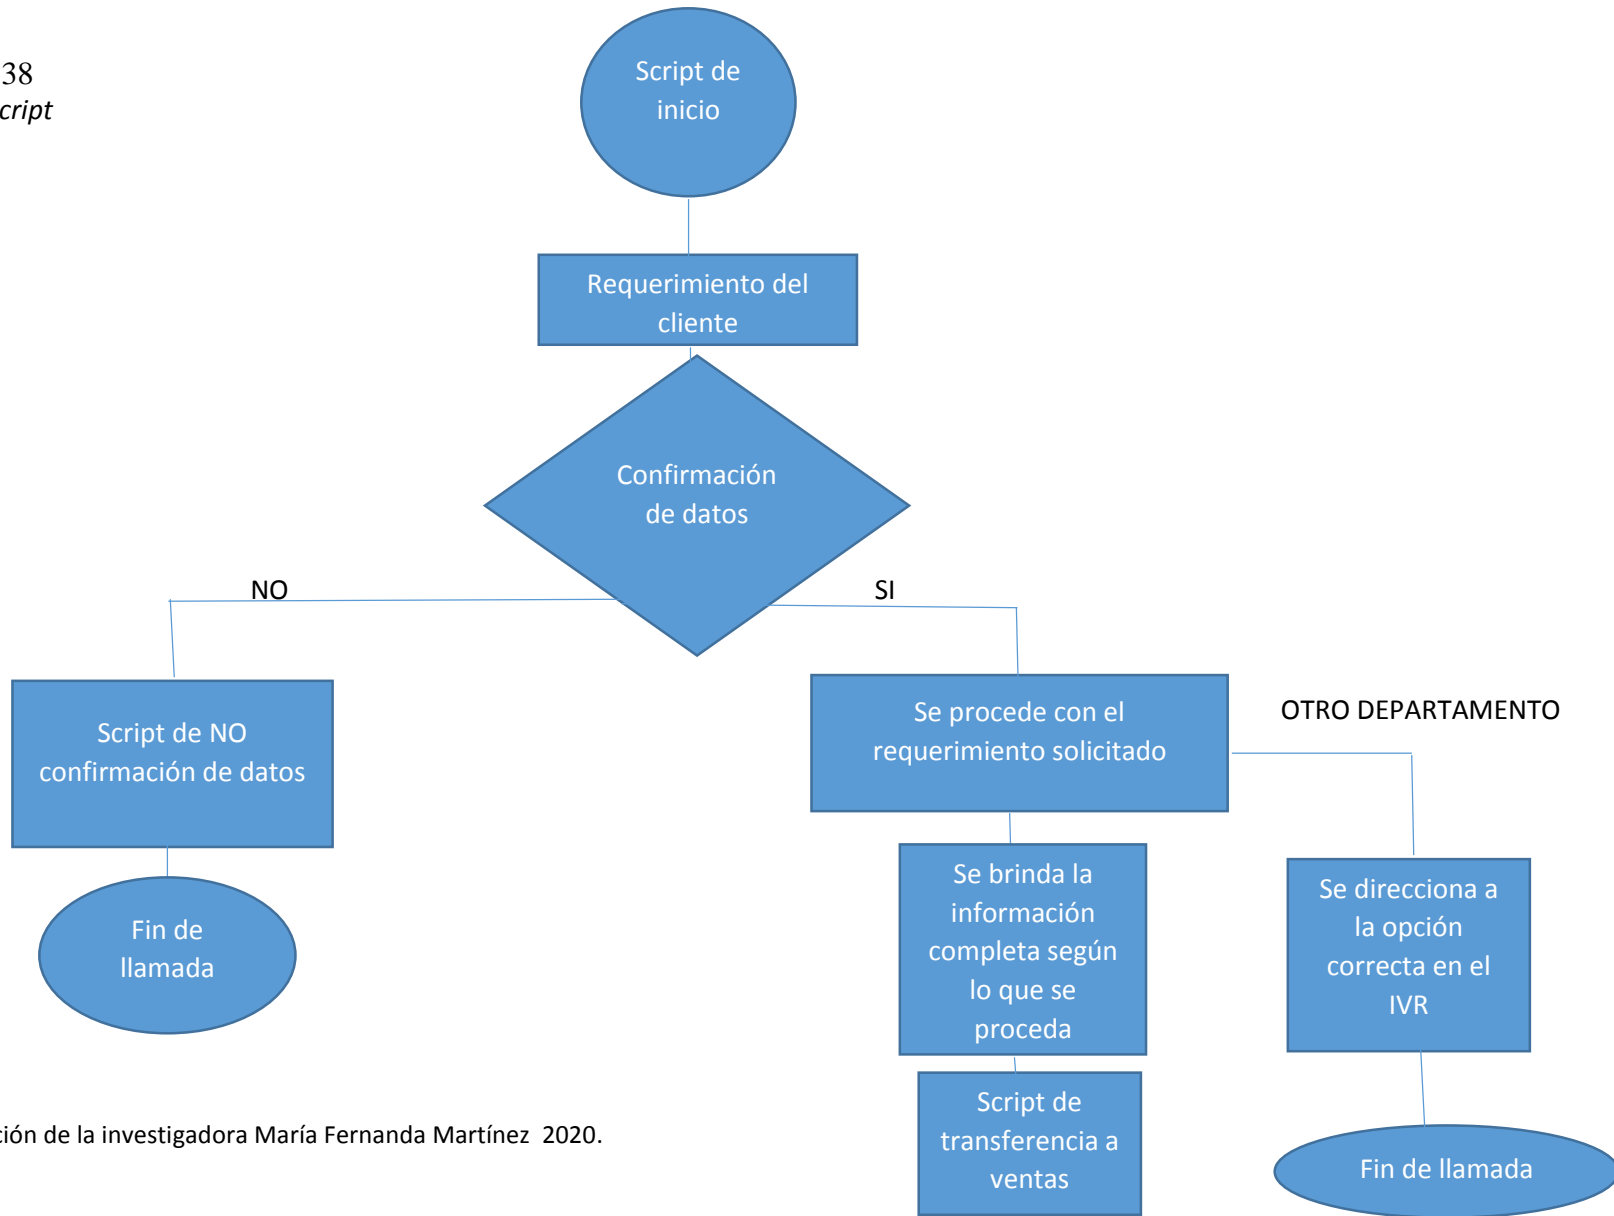 38
cript
Script de
inicio
Requerimiento del
cliente
Confirmación
de datos
NO
SI
Script de NO
confirmación de datos
Fin de
llamada
Se procede con el
requerimiento solicitado
OTRO DEPARTAMENTO
Se brinda la
información
completa según
lo que se
proceda
Se direcciona a
la opción
correcta en el
IVR
Script de
transferencia a
ventas
Fin de llamada
ción de la investigadora María Fernanda Martínez 2020.